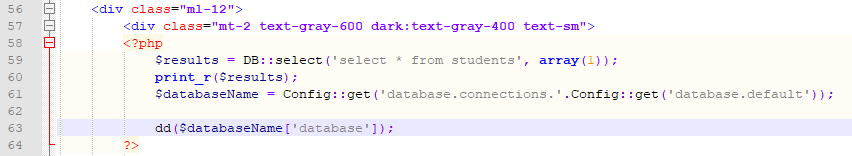 56 <div class="ml-12">
57 <div class="mt-2 text-gray-600 dark:text-gray-400 text-sm">
58 <?php
59 $results = DB::select('select * from students', array(1));
60 print_r($results);
61 $databaseName = Config::get('database.connections.'.Config::get('database.default'));
62
63 dd($databaseName['database']);
64 ?>